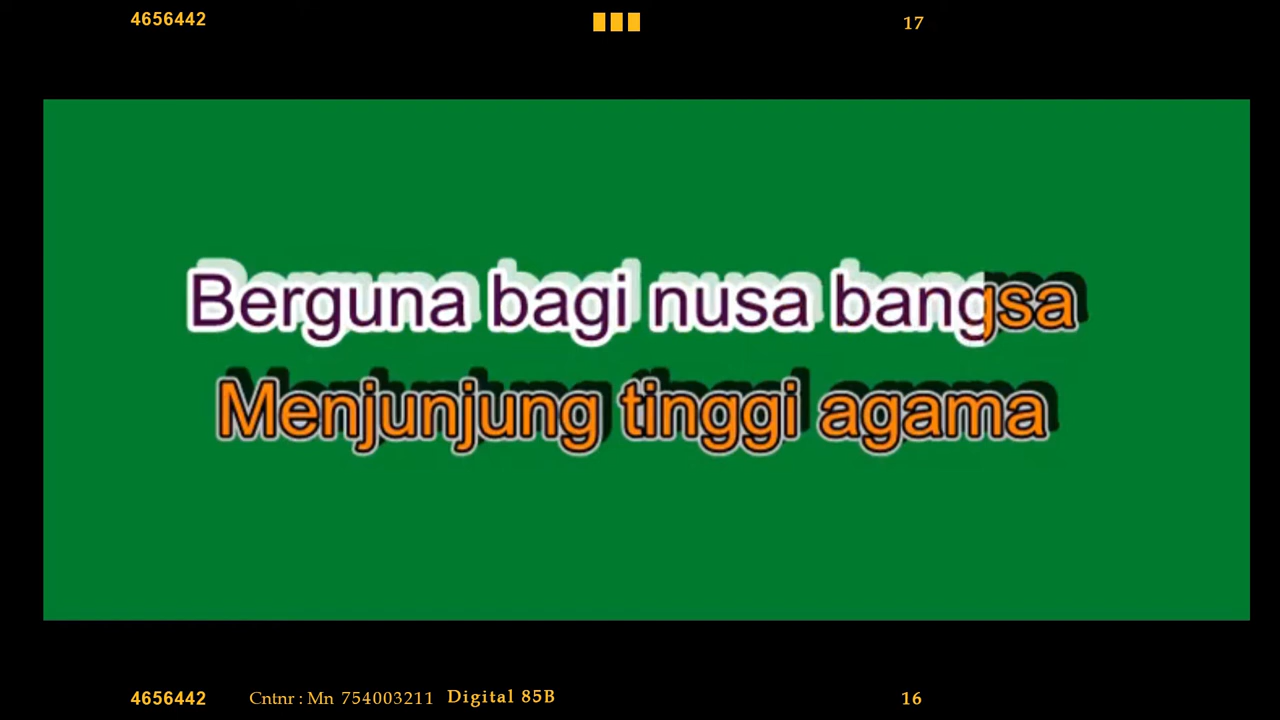 4656442 17
Berguna bagi nusa bangsa
Menjunjung tinggi agama
4656442 Cntnr : Mn 754003211 Digital 85B 16